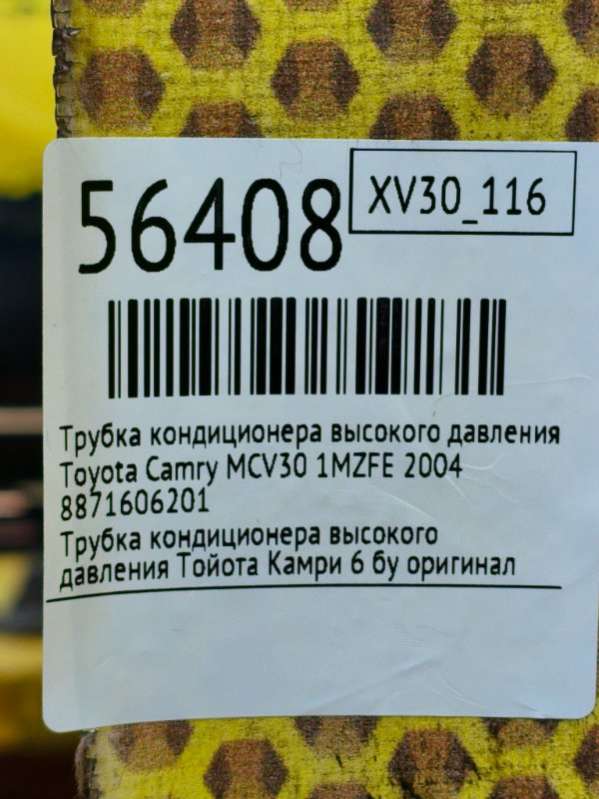 56408
XV30_116
Трубка кондиционера высокого давления
Toyota Camry MCV30 1MZFE 2004
8871606201
Трубка кондиционера высокого
давления Тойота Камри 6 бу оригинал